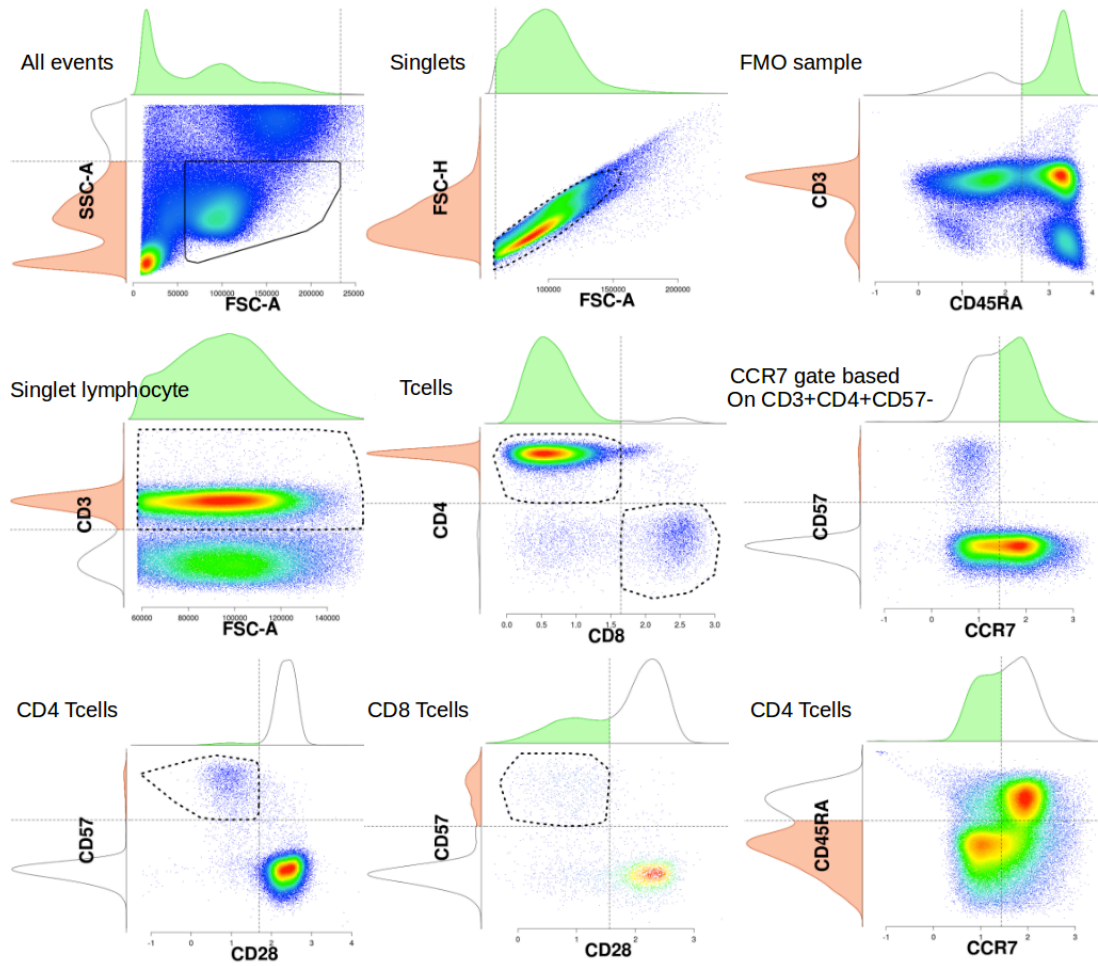 All events
SSC-A
0
50000
100000
150000
200000
25000
FSC-A
Singlets
FSC-H
100000
150000
200000
FSC-A
FMO sample
CD3
-1
0
1
2
3
4
CD45RA
Singlet lymphocyte
CD3
60000
80000
100000
120000
140000
FSC-A
Tcells
CD4
0.0
0.5
1.0
1.5
2.0
2.5
3.0
CD8
CCR7 gate based
On CD3+CD4+CD57-
CD57
-1
0
1
2
3
CCR7
CD4 Tcells
CD57
-1
0
1
2
3
4
CD28
CD8 Tcells
CD57
0
1
2
3
CD28
CD4 Tcells
CD45RA
-1
0
1
2
3
CCR7